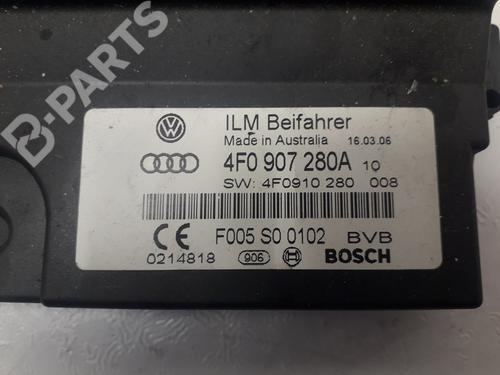 B-PARTS
ILM Beifahrer
Made in Australia 16.03.06
4F0 907 280A 10
SW: 4F0910 280 008
CE F005 S0 0102 BVB
0214818 906 BOSCH